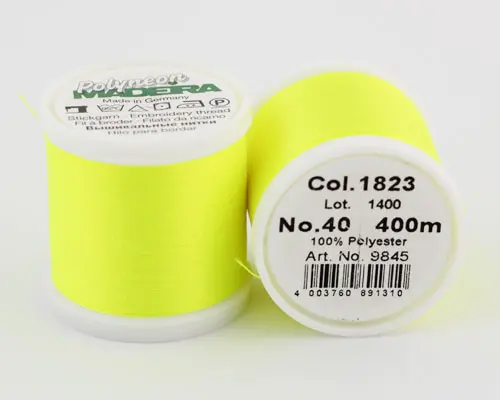 Polyneon
MADEIRA
Made in Germany
Stickgarn Embroidery thread
Fil à broder Filato da ricamo
Вышивальные нитки
Hilo para bordar
Col.1823
Lot. 1400
No.40 400m
100% Polyester
Art. No. 9845
4 003760 891310